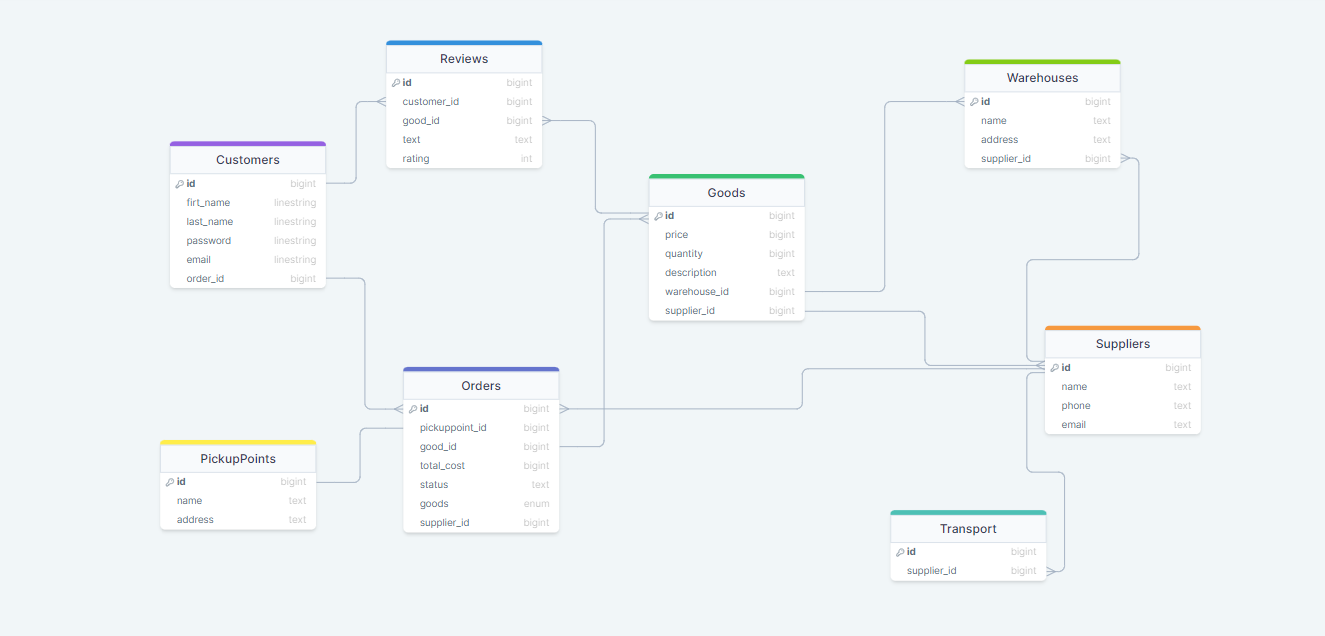 Reviews
id bigint
customer_id bigint
good_id bigint
text text
rating int
Warehouses
id bigint
name text
address text
supplier_id bigint
Customers
id bigint
firt_name linestring
last_name linestring
password linestring
email linestring
order_id bigint
Goods
id bigint
price bigint
quantity bigint
description text
warehouse_id bigint
supplier_id bigint
Suppliers
id bigint
name text
phone text
email text
Orders
id bigint
pickuppoint_id bigint
good_id bigint
total_cost bigint
status text
goods enum
supplier_id bigint
PickupPoints
id bigint
name text
address text
Transport
id bigint
supplier_id bigint